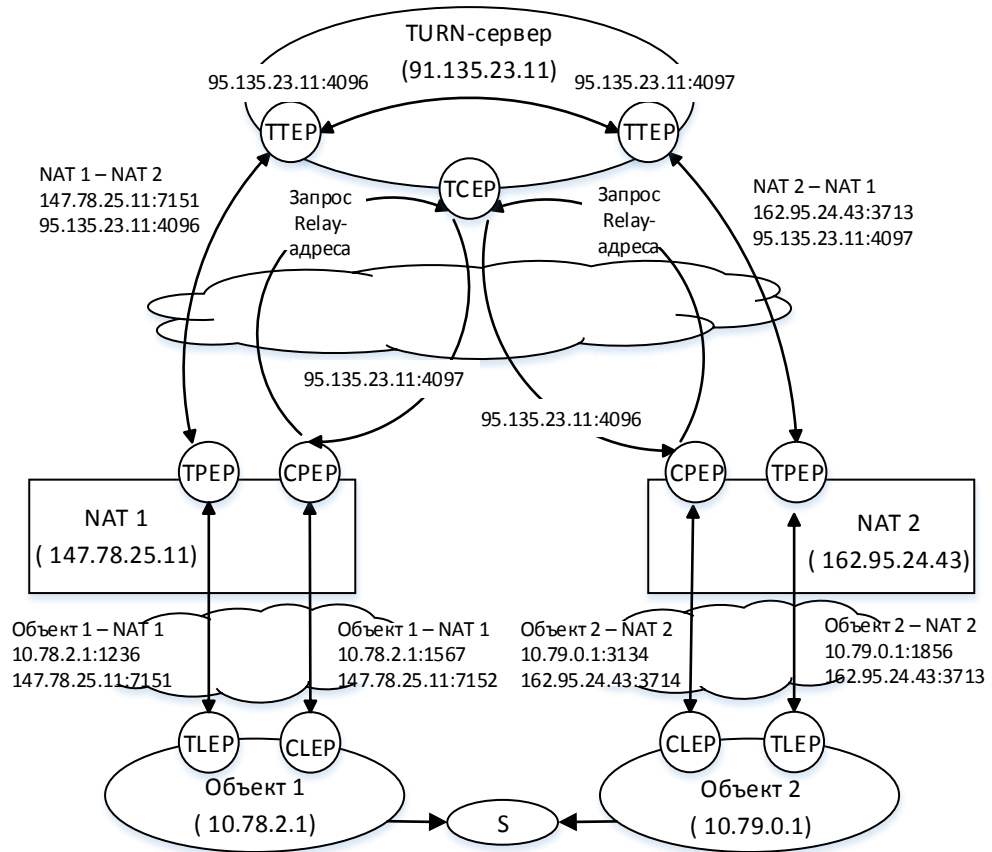 TURN-сервер
(91.135.23.11)
95.135.23.11:4096
95.135.23.11:4097
TTEP
TTEP
TCEP
NAT 1 – NAT 2
147.78.25.11:7151
95.135.23.11:4096
Запрос
Relay-
адреса
Запрос
Relay-
адреса
NAT 2 – NAT 1
162.95.24.43:3713
95.135.23.11:4097
95.135.23.11:4097
95.135.23.11:4096
TPEP
CPEP
CPEP
TPEP
NAT 1
( 147.78.25.11)
NAT 2
( 162.95.24.43)
Объект 1 – NAT 1
10.78.2.1:1236
147.78.25.11:7151
Объект 1 – NAT 1
10.78.2.1:1567
147.78.25.11:7152
Объект 2 – NAT 2
10.79.0.1:3134
162.95.24.43:3714
Объект 2 – NAT 2
10.79.0.1:1856
162.95.24.43:3713
TLEP
CLEP
CLEP
TLEP
Объект 1
( 10.78.2.1)
S
Объект 2
( 10.79.0.1)